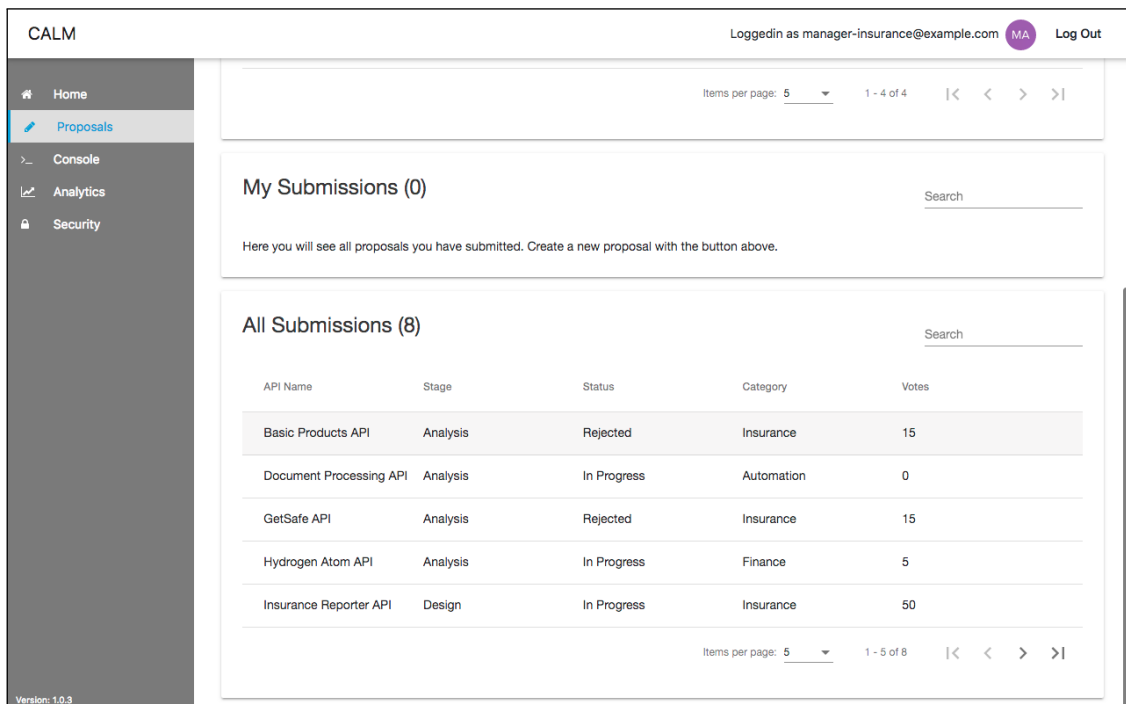 CALM Loggedin as manager-insurance@example.com MA Log Out
Home
Proposals
Console
Analytics
Security
Version: 1.0.3
Items per page: 5 1 - 4 of 4
My Submissions (0)
Search
Here you will see all proposals you have submitted. Create a new proposal with the button above.
All Submissions (8)
Search
API Name Stage Status Category Votes
Basic Products API Analysis Rejected Insurance 15
Document Processing API Analysis In Progress Automation 0
GetSafe API Analysis Rejected Insurance 15
Hydrogen Atom API Analysis In Progress Finance 5
Insurance Reporter API Design In Progress Insurance 50
Items per page: 5 1 - 5 of 8